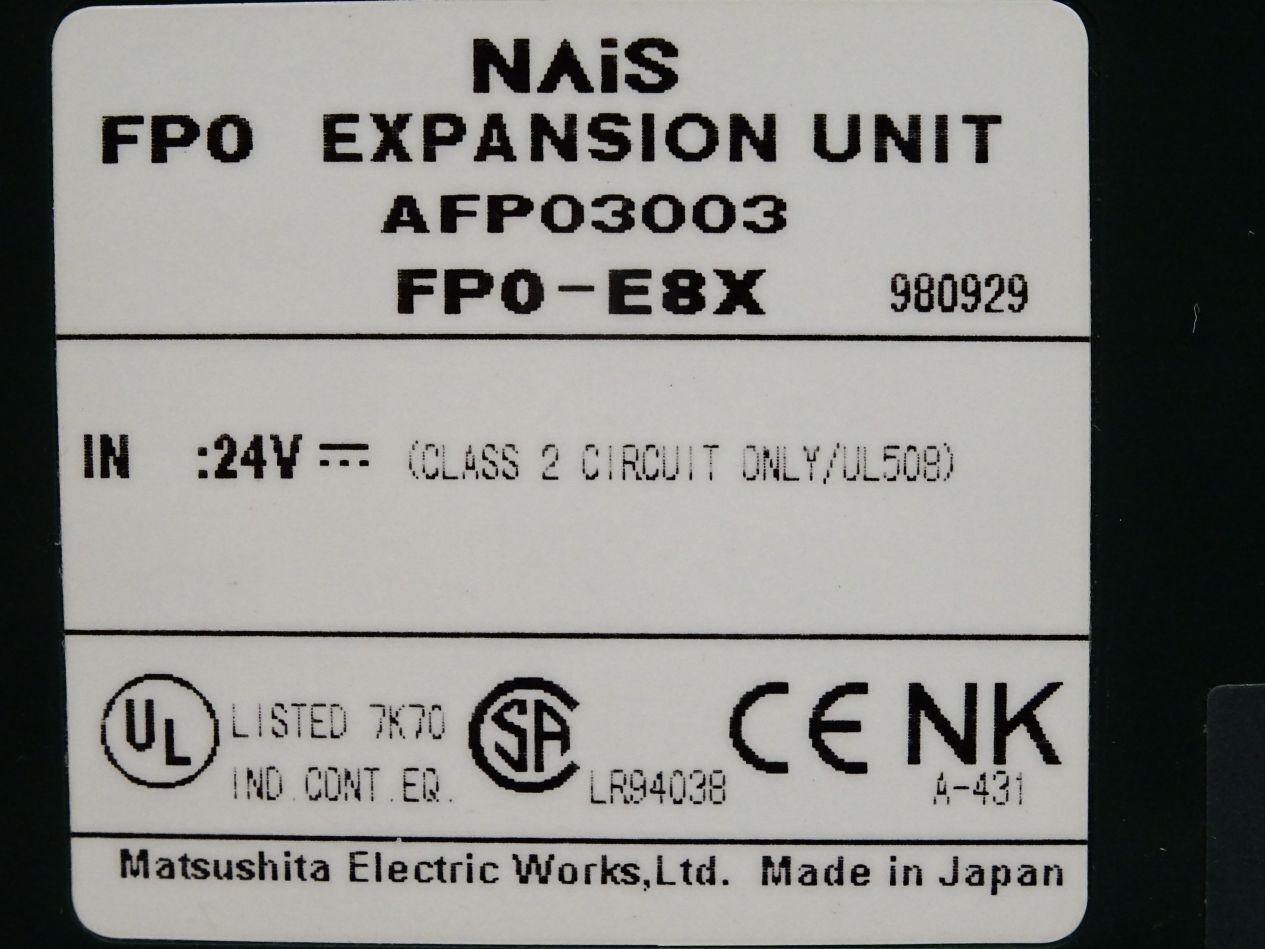 NAiS
FP0 EXPANSION UNIT
AFP03003
FP0-E8X 980929
IN :24V ⎓ (CLASS 2 CIRCUIT ONLY/UL508)
UL LISTED 7K70 SA CE NK
IND.CONT.EQ. LR94038 A-431
Matsushita Electric Works,Ltd. Made in Japan